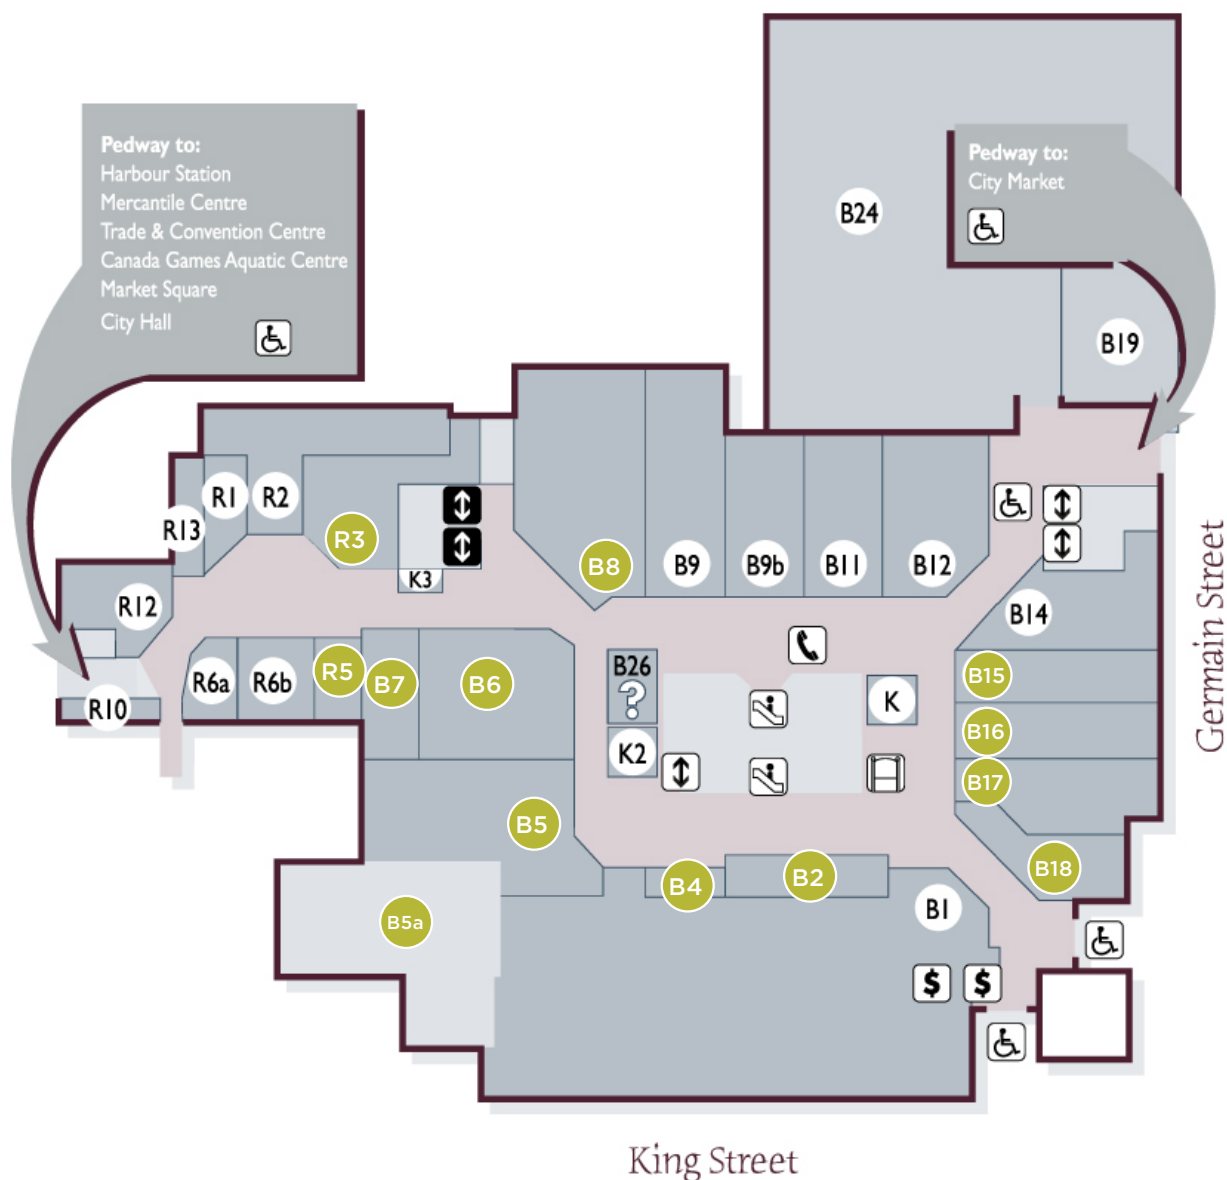 Pedway to:
Harbour Station
Mercantile Centre
Trade & Convention Centre
Canada Games Aquatic Centre
Market Square
City Hall
Pedway to:
City Market
B24
B19
R1
R2
R13
R3
K3
B8
B9
B9b
B11
B12
R12
B14
R6a
R6b
R5
B7
B6
B26
?
K
K2
B15
B16
B17
R10
B5
B4
B2
B18
B5a
B1
$
$
Germain Street
King Street